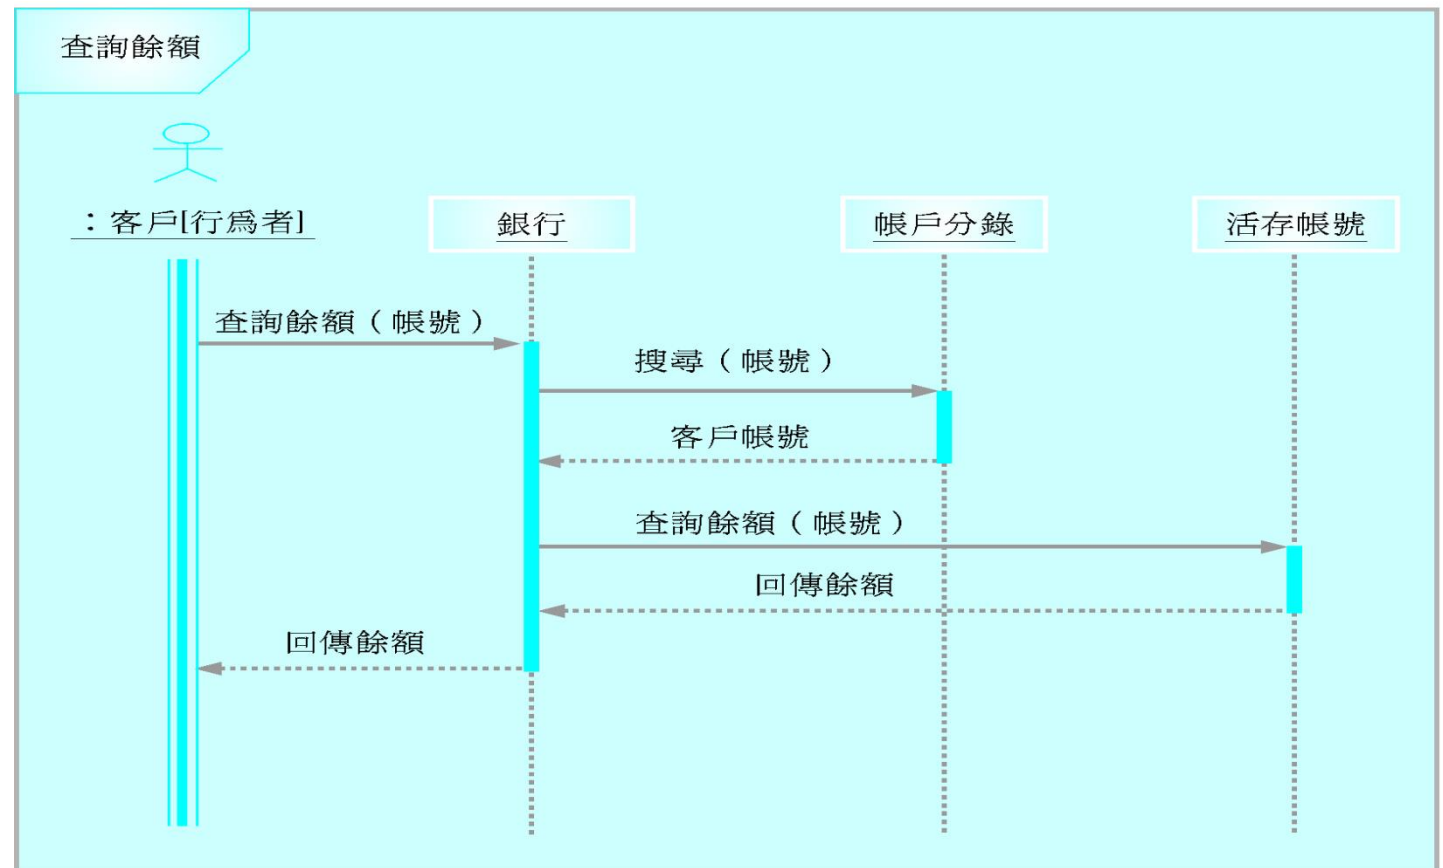 查詢餘額
：客戶[行為者]
銀行
帳戶分錄
活存帳號
查詢餘額（帳號）
搜尋（帳號）
客戶帳號
查詢餘額（帳號）
回傳餘額
回傳餘額